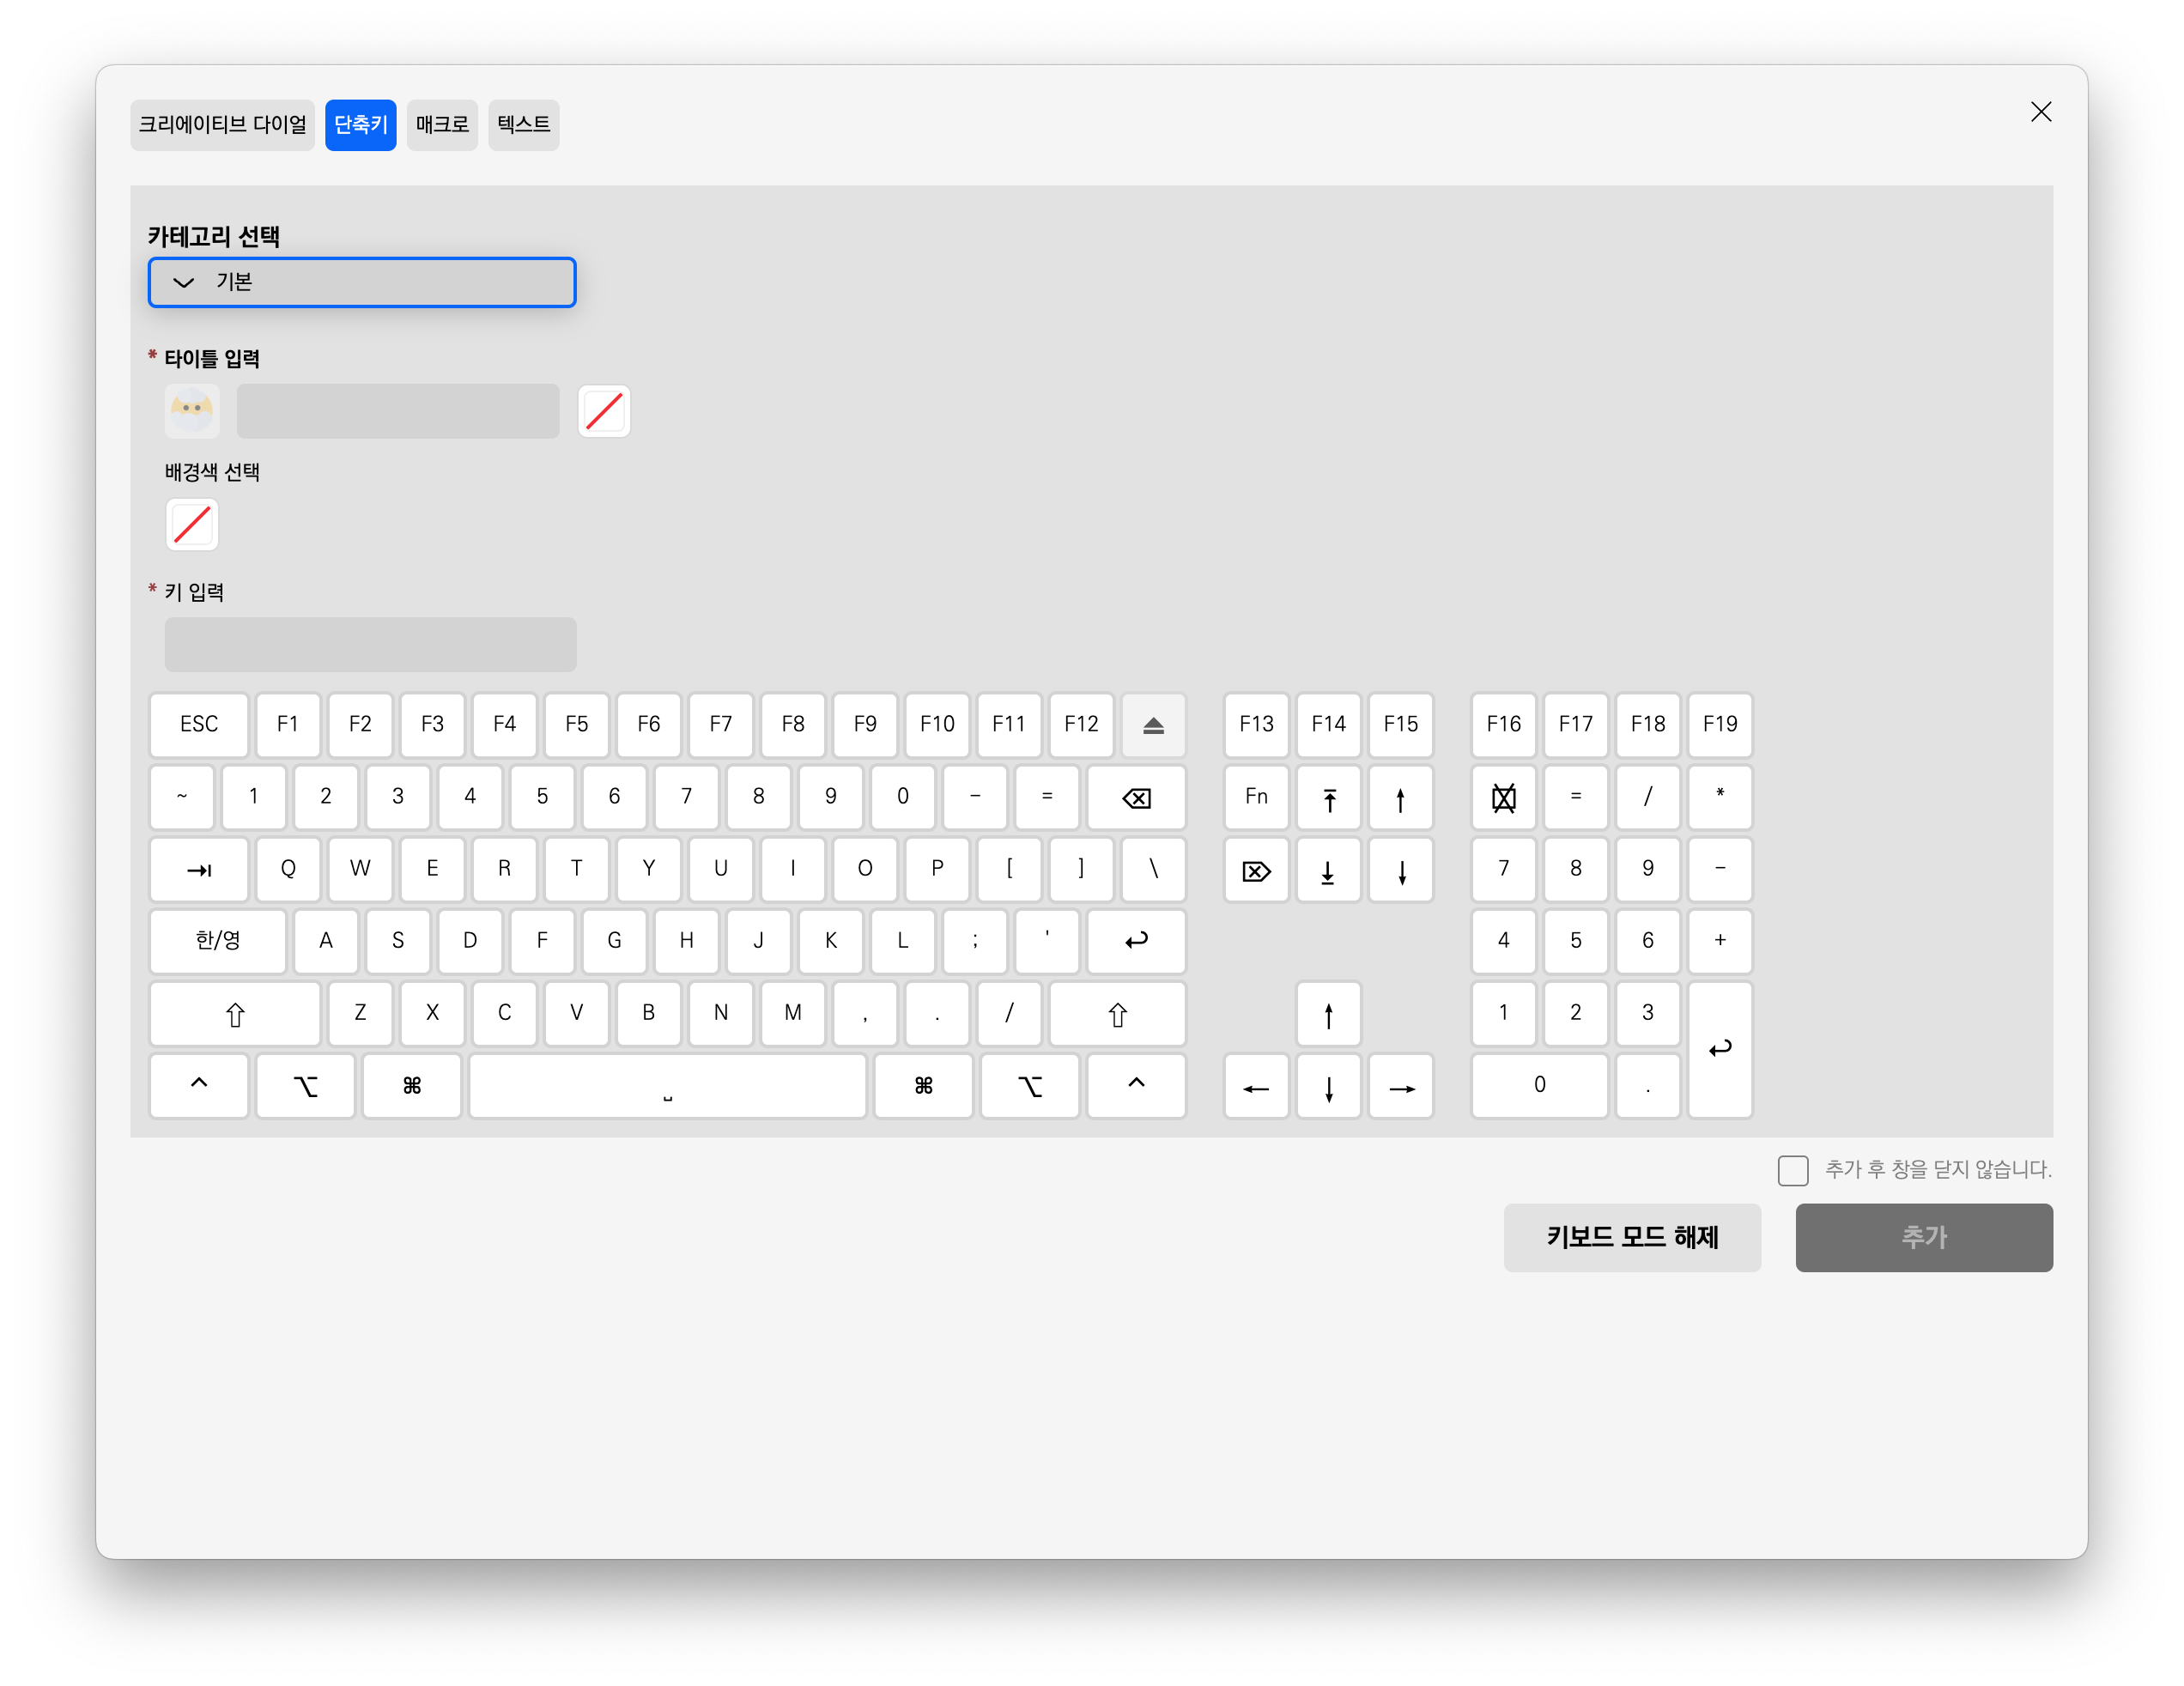 크리에이티브 다이얼 단축키 매크로 텍스트
카테고리 선택
기본
* 타이틀 입력
배경색 선택
* 키 입력
ESC F1 F2 F3 F4 F5 F6 F7 F8 F9 F10 F11 F12 ⏏ F13 F14 F15 F16 F17 F18 F19
~ 1 2 3 4 5 6 7 8 9 0 - = ⌫ Fn ⤒ ↑ = / *
⇥ Q W E R T Y U I O P [ ] \ ⌦ ⤓ ↓ 7 8 9 -
한/영 A S D F G H J K L ; ' ↩ 4 5 6 +
⇧ Z X C V B N M , . / ⇧ ↑ 1 2 3 ↩
^ ⌥ ⌘ ␣ ⌘ ⌥ ^ ← ↓ → 0 .
추가 후 창을 닫지 않습니다.
키보드 모드 해제 추가